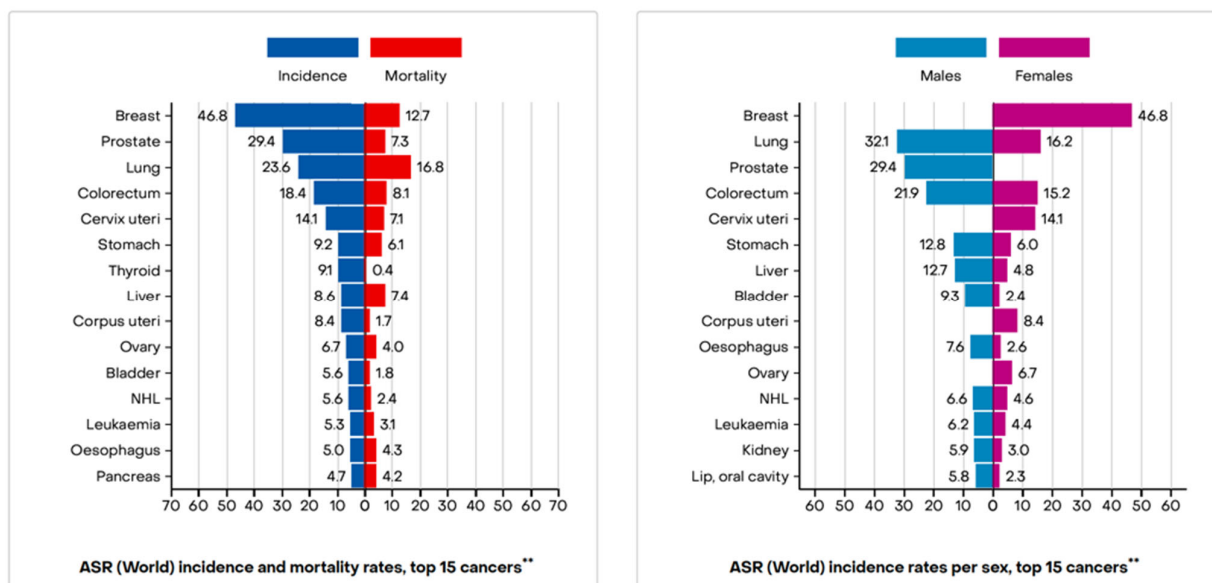 Incidence Mortality
Breast 46.8 12.7
Prostate 29.4 7.3
Lung 23.6 16.8
Colorectum 18.4 8.1
Cervix uteri 14.1 7.1
Stomach 9.2 6.1
Thyroid 9.1 0.4
Liver 8.6 7.4
Corpus uteri 8.4 1.7
Ovary 6.7 4.0
Bladder 5.6 1.8
NHL 5.6 2.4
Leukaemia 5.3 3.1
Oesophagus 5.0 4.3
Pancreas 4.7 4.2
70 60 50 40 30 20 10 0 10 20 30 40 50 60 70
ASR (World) incidence and mortality rates, top 15 cancers**
Males Females
Breast 46.8
Lung 32.1 16.2
Prostate 29.4
Colorectum 21.9 15.2
Cervix uteri 14.1
Stomach 12.8 6.0
Liver 12.7 4.8
Bladder 9.3 2.4
Corpus uteri 8.4
Oesophagus 7.6 2.6
Ovary 6.7
NHL 6.6 4.6
Leukaemia 6.2 4.4
Kidney 5.9 3.0
Lip, oral cavity 5.8 2.3
60 50 40 30 20 10 0 10 20 30 40 50 60
ASR (World) incidence rates per sex, top 15 cancers**